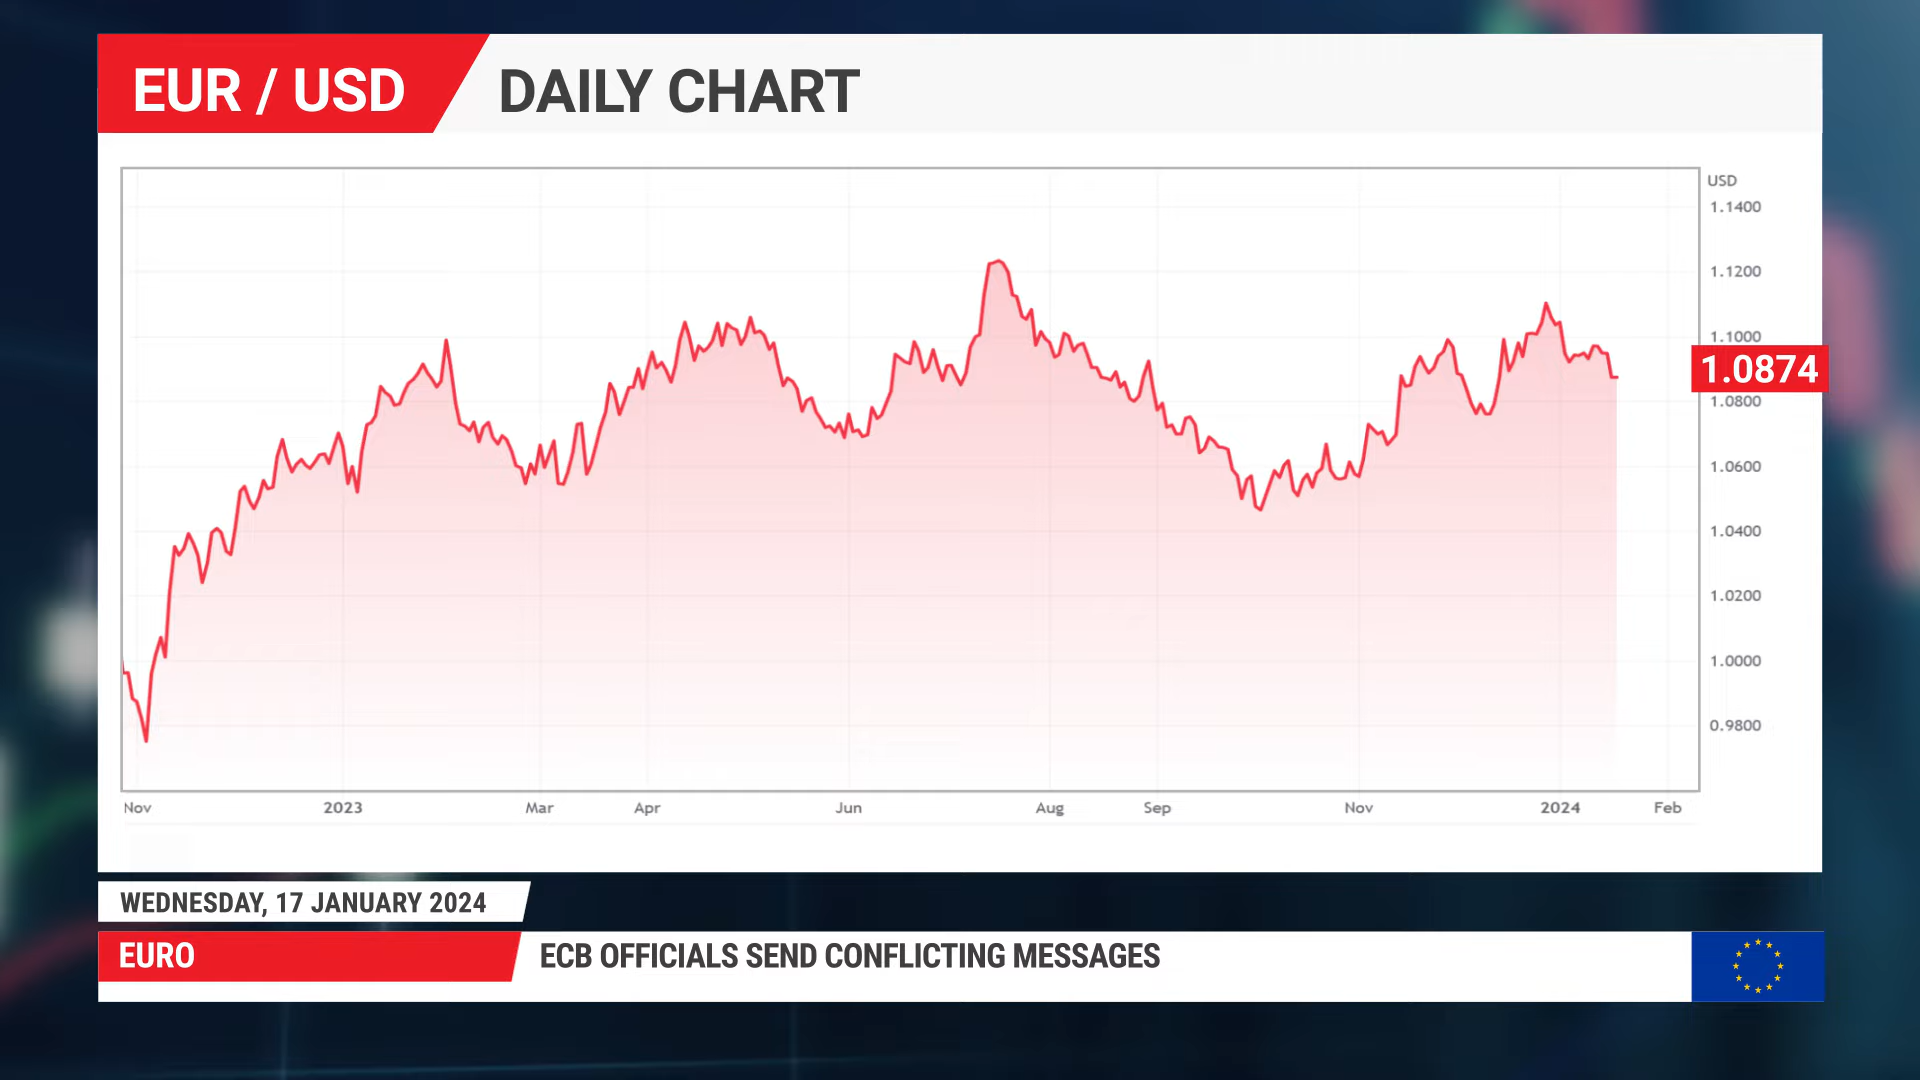 EUR / USD DAILY CHART
USD
1.1400
1.1200
1.1000
1.0874
1.0800
1.0600
1.0400
1.0200
1.0000
0.9800
Nov 2023 Mar Apr Jun Aug Sep Nov 2024 Feb
WEDNESDAY, 17 JANUARY 2024
EURO ECB OFFICIALS SEND CONFLICTING MESSAGES